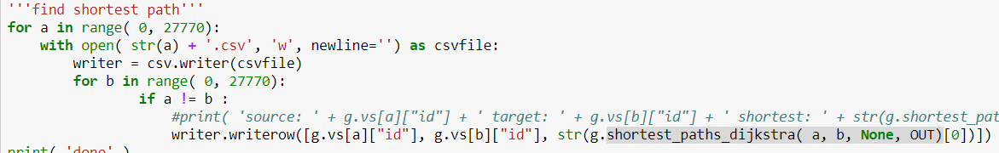 '''find shortest path'''
for a in range( 0, 27770):
    with open( str(a) + '.csv', 'w', newline='') as csvfile:
        writer = csv.writer(csvfile)
        for b in range( 0, 27770):
                if a != b :
                    #print( 'source: ' + g.vs[a]["id"] + ' target: ' + g.vs[b]["id"] + ' shortest: ' + str(g.shortest_pat
                    writer.writerow([g.vs[a]["id"], g.vs[b]["id"], str(g.shortest_paths_dijkstra( a, b, None, OUT)[0])])
print( 'done' )